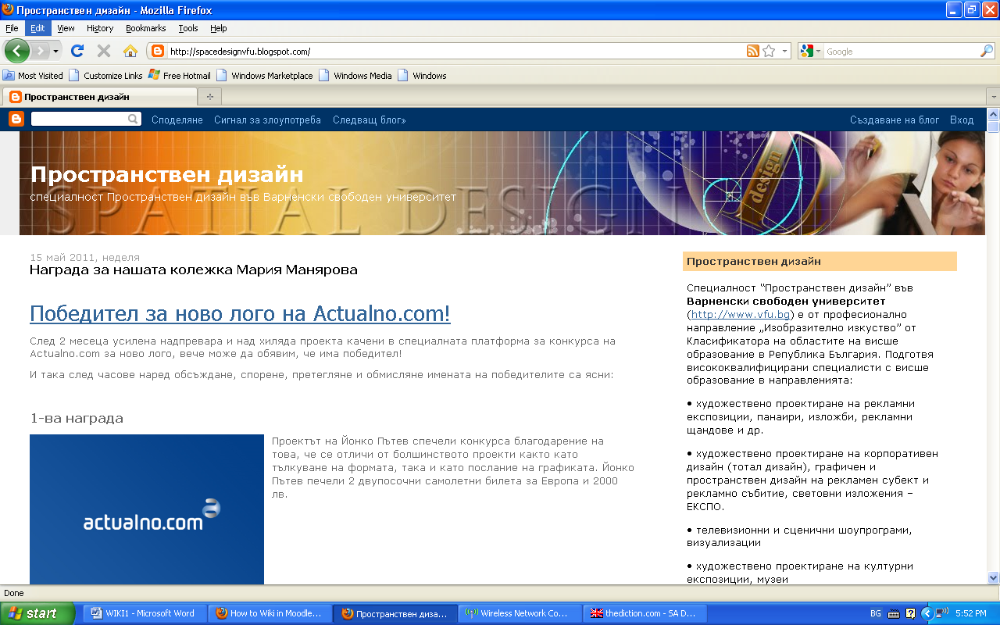 Пространствен дизайн - Mozilla Firefox
File Edit View History Bookmarks Tools Help
http://spacedesignvfu.blogspot.com/
Google
Most Visited Customize Links Free Hotmail Windows Marketplace Windows Media Windows
Пространствен дизайн
Споделяне Сигнал за злоупотреба Следващ блог» Създаване на блог Вход
Пространствен дизайн
специалност Пространствен дизайн във Варненски свободен университет
SPATIAL DESIGN
design
15 май 2011, неделя
Награда за нашата колежка Мария Манярова
Победител за ново лого на Actualno.com!
След 2 месеца усилена надпревара и над хиляда проекта качени в специалната платформа за конкурса на
Actualno.com за ново лого, вече може да обявим, че има победител!
И така след часове наред обсъждане, спорене, претегляне и обмисляне имената на победителите са ясни:
1-ва награда
actualno.com
a
Проектът на Йонко Пътев спечели конкурса благодарение на
това, че се отличи от болшинството проекти както като
тълкуване на формата, така и като послание на графиката. Йонко
Пътев печели 2 двупосочни самолетни билета за Европа и 2000
лв.
Пространствен дизайн
Специалност “Пространствен дизайн” във
Варненски свободен университет
(http://www.vfu.bg) е от професионално
направление „Изобразително изкуство” от
Класификатора на областите на висше
образование в Република България. Подготвя
висококвалифицирани специалисти с висше
образование в направленията:
• художествено проектиране на рекламни
експозиции, панаири, изложби, рекламни
щандове и др.
• художествено проектиране на корпоративен
дизайн (тотал дизайн), графичен и
пространствен дизайн на рекламен субект и
рекламно събитие, световни изложения –
ЕКСПО.
• телевизионни и сценични шоупрограми,
визуализации
• художествено проектиране на културни
експозиции, музеи
Done
start WIKI1 - Microsoft Word How to Wiki in Moodle... Пространствен диза... Wireless Network Co... thediction.com - SA D... BG 5:52 PM